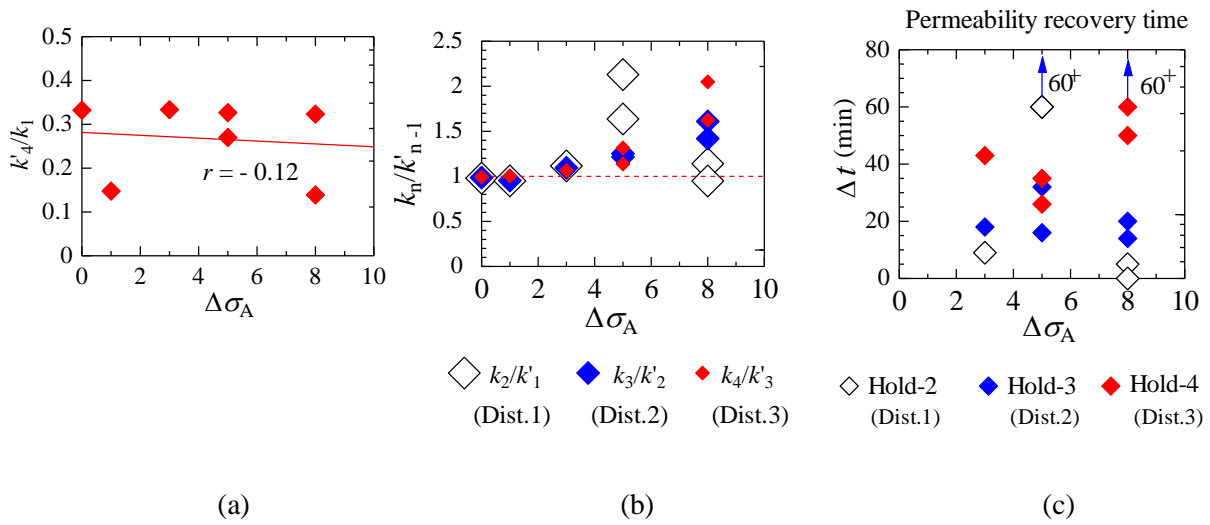 0.5
0.4
0.3
0.2
0.1
0
k'4/k1
r = - 0.12
0 2 4 6 8 10
ΔσA
(a)
2.5
2
1.5
1
0.5
0
kn/k'n -1
0 2 4 6 8 10
ΔσA
k2/k'1 k3/k'2 k4/k'3
(Dist.1) (Dist.2) (Dist.3)
(b)
Permeability recovery time
80
60
40
20
0
Δt (min)
60+ 60+
0 2 4 6 8 10
ΔσA
Hold-2 Hold-3 Hold-4
(Dist.1) (Dist.2) (Dist.3)
(c)